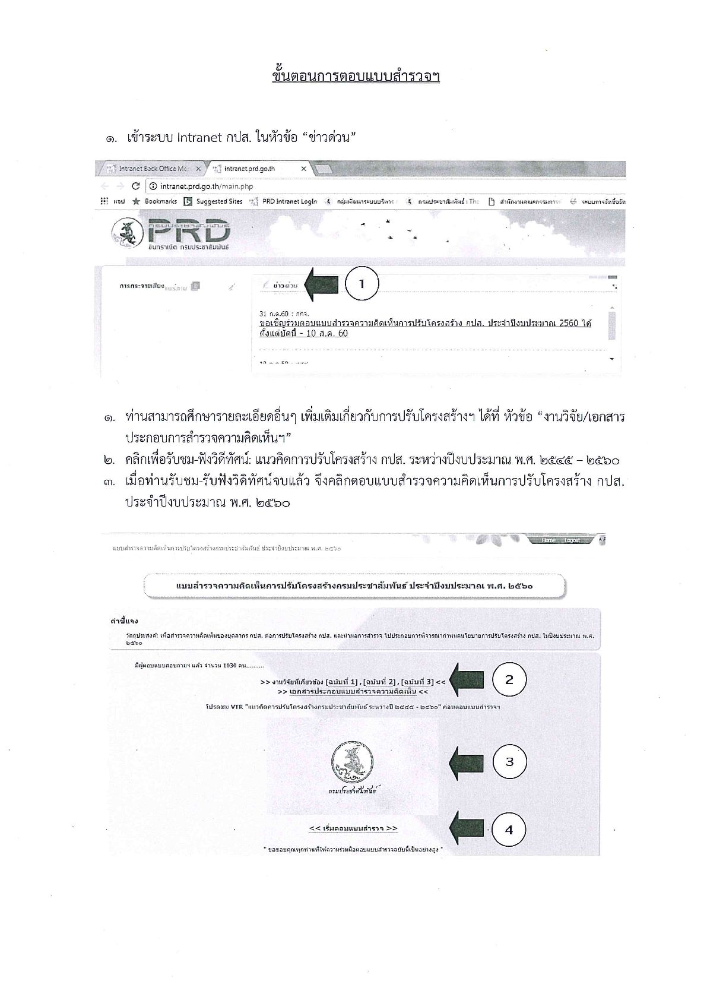 ขั้นตอนการตอบแบบสำรวจฯ
๑. เข้าระบบ Intranet กปส. ในหัวข้อ “ข่าวด่วน”
Intranet Back Office Me
intranet.prd.go.th
intranet.prd.go.th/main.php
แอป Bookmarks Suggested Sites PRD Intranet LogIn กลุ่มพัฒนาระบบบริหาร กรมประชาสัมพันธ์ : Th สำนักงานคณะกรรมการ ระบบการจัดซื้อจัด
กรมประชาสัมพันธ์
PRD
อินทราเน็ต กรมประชาสัมพันธ์
การกระจายเสียง
ข่าวด่วน
1
31 ก.ค.60 : กกจ.
ขอเชิญร่วมตอบแบบสำรวจความคิดเห็นการปรับโครงสร้าง กปส. ประจำปีงบประมาณ 2560 ได้
ตั้งแต่บัดนี้ - 10 ส.ค. 60
๑. ท่านสามารถศึกษารายละเอียดอื่นๆ เพิ่มเติมเกี่ยวกับการปรับโครงสร้างฯ ได้ที่ หัวข้อ “งานวิจัย/เอกสาร
ประกอบการสำรวจความคิดเห็นฯ”
๒. คลิกเพื่อรับชม-ฟังวิดีทัศน์: แนวคิดการปรับโครงสร้าง กปส. ระหว่างปีงบประมาณ พ.ศ. ๒๕๔๕ – ๒๕๖๐
๓. เมื่อท่านรับชม-รับฟังวิดิทัศน์จบแล้ว จึงคลิกตอบแบบสำรวจความคิดเห็นการปรับโครงสร้าง กปส.
ประจำปีงบประมาณ พ.ศ. ๒๕๖๐
Home Logout
แบบสำรวจความคิดเห็นการปรับโครงสร้างกรมประชาสัมพันธ์ ประจำปีงบประมาณ พ.ศ. ๒๕๖๐
แบบสำรวจความคิดเห็นการปรับโครงสร้างกรมประชาสัมพันธ์ ประจำปีงบประมาณ พ.ศ. ๒๕๖๐
คำชี้แจง
วัตถุประสงค์: เพื่อสำรวจความคิดเห็นของบุคลากร กปส. ต่อการปรับโครงสร้าง กปส. และนำผลการสำรวจ ไปประกอบการพิจารณากำหนดนโยบายการปรับโครงสร้าง กปส. ในปีงบประมาณ พ.ศ.
๒๕๖๐
มีผู้ตอบแบบสอบถามฯ แล้ว จำนวน 1030 คน..........
>> งานวิจัยที่เกี่ยวข้อง [ฉบับที่ 1] , [ฉบับที่ 2] , [ฉบับที่ 3] <<
2
>> เอกสารประกอบแบบสำรวจความคิดเห็น <<
โปรดชม VTR "แนวคิดการปรับโครงสร้างกรมประชาสัมพันธ์ ระหว่างปี ๒๕๔๕ - ๒๕๖๐" ก่อนตอบแบบสำรวจฯ
3
กรมประชาสัมพันธ์
<< เริ่มตอบแบบสำรวจ >>
4
" ขอขอบคุณทุกท่านที่ให้ความร่วมมือตอบแบบสำรวจฉบับนี้เป็นอย่างสูง "